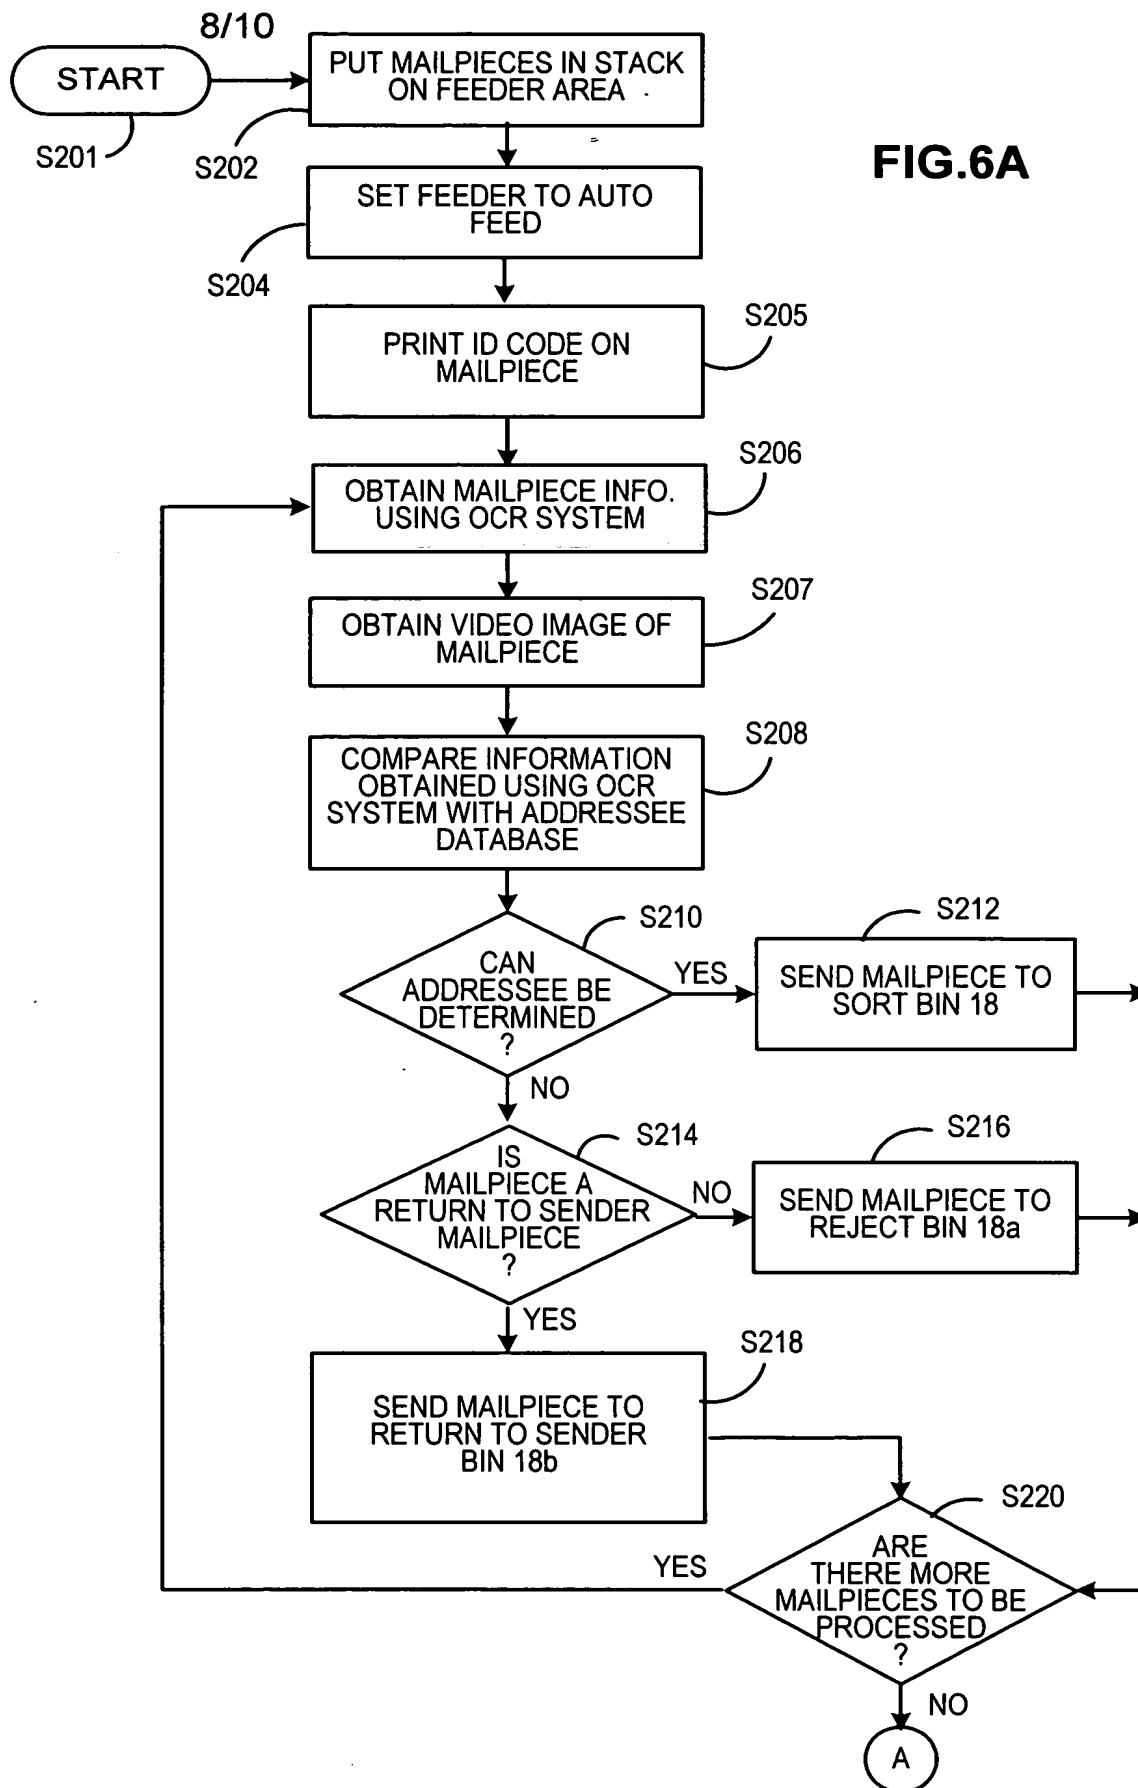 8/10
START
S201
PUT MAILPIECES IN STACK
ON FEEDER AREA
S202
FIG.6A
SET FEEDER TO AUTO
FEED
S204
PRINT ID CODE ON
MAILPIECE
S205
OBTAIN MAILPIECE INFO.
USING OCR SYSTEM
S206
OBTAIN VIDEO IMAGE OF
MAILPIECE
S207
COMPARE INFORMATION
OBTAINED USING OCR
SYSTEM WITH ADDRESSEE
DATABASE
S208
CAN
ADDRESSEE BE
DETERMINED
?
S210
YES
SEND MAILPIECE TO
SORT BIN 18
S212
NO
IS
MAILPIECE A
RETURN TO SENDER
MAILPIECE
?
S214
NO
SEND MAILPIECE TO
REJECT BIN 18a
S216
YES
SEND MAILPIECE TO
RETURN TO SENDER
BIN 18b
S218
ARE
THERE MORE
MAILPIECES TO BE
PROCESSED
?
S220
YES
NO
A